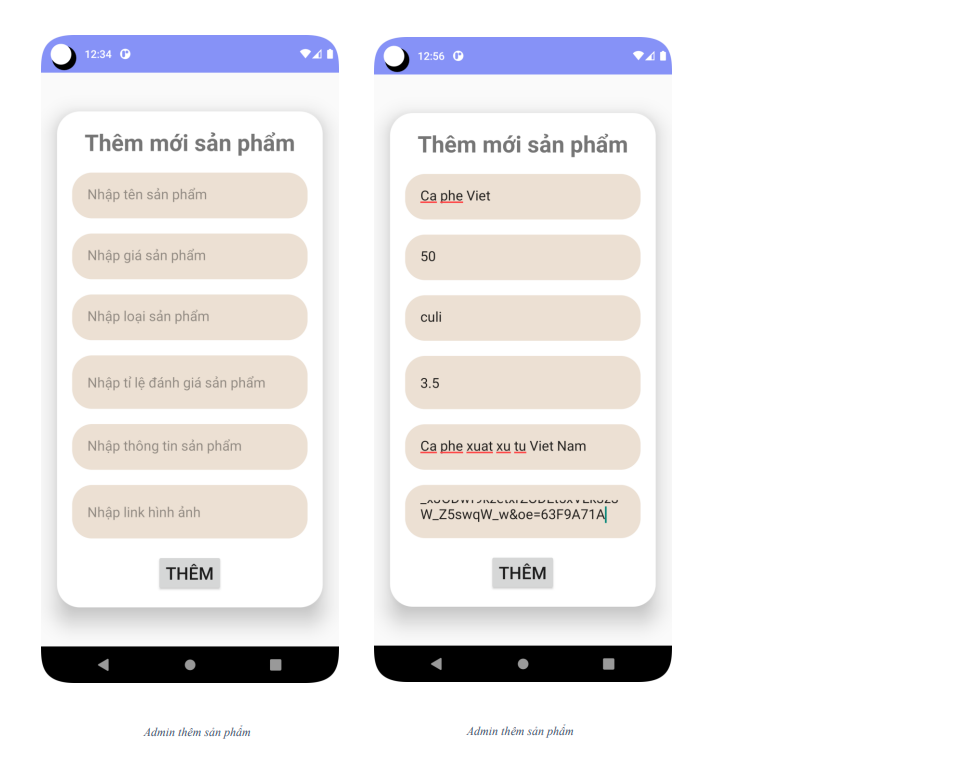 12:34
Thêm mới sản phẩm
Nhập tên sản phẩm
Nhập giá sản phẩm
Nhập loại sản phẩm
Nhập tỉ lệ đánh giá sản phẩm
Nhập thông tin sản phẩm
Nhập link hình ảnh
THÊM
Admin thêm sản phẩm
12:56
Thêm mới sản phẩm
Ca phe Viet
50
culi
3.5
Ca phe xuat xu tu Viet Nam
W_Z5swqW_w&oe=63F9A71A
THÊM
Admin thêm sản phẩm